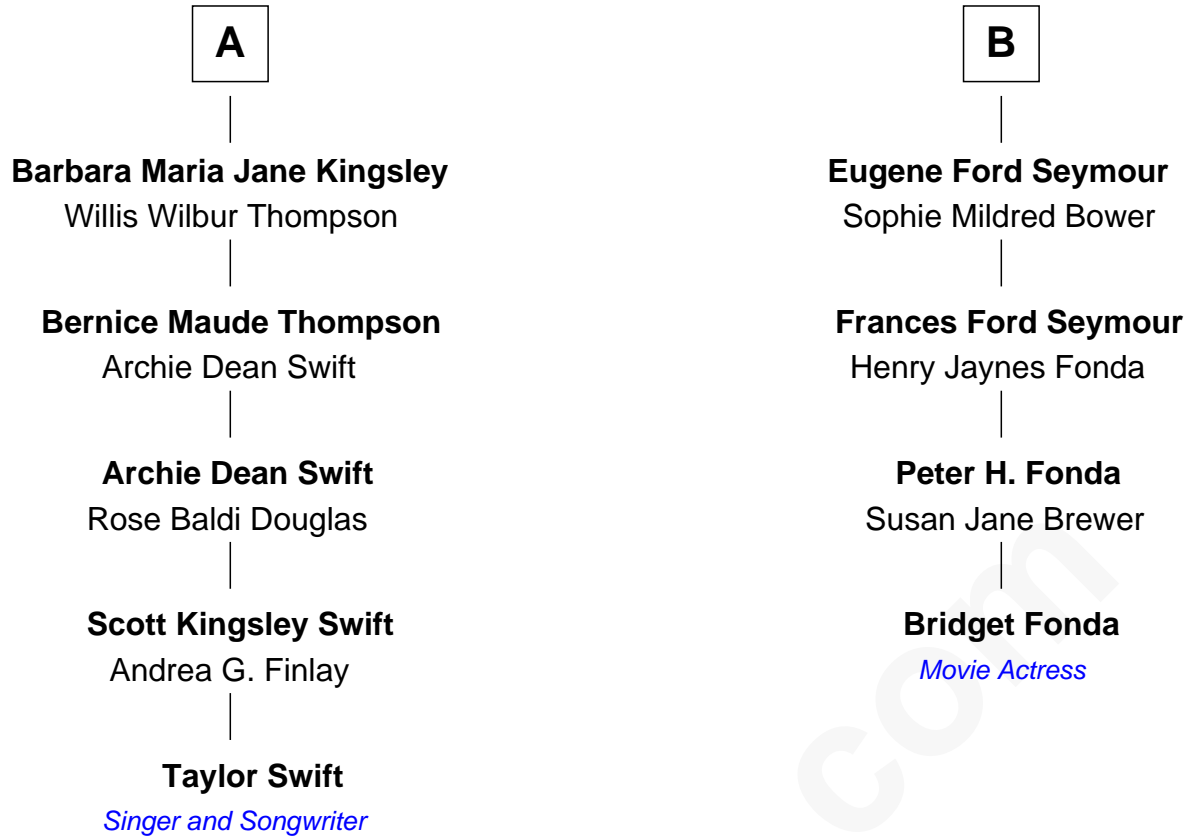 A
Barbara Maria Jane Kingsley
Willis Wilbur Thompson
Bernice Maude Thompson
Archie Dean Swift
Archie Dean Swift
Rose Baldi Douglas
Scott Kingsley Swift
Andrea G. Finlay
Taylor Swift
Singer and Songwriter
B
Eugene Ford Seymour
Sophie Mildred Bower
Frances Ford Seymour
Henry Jaynes Fonda
Peter H. Fonda
Susan Jane Brewer
Bridget Fonda
Movie Actress
com